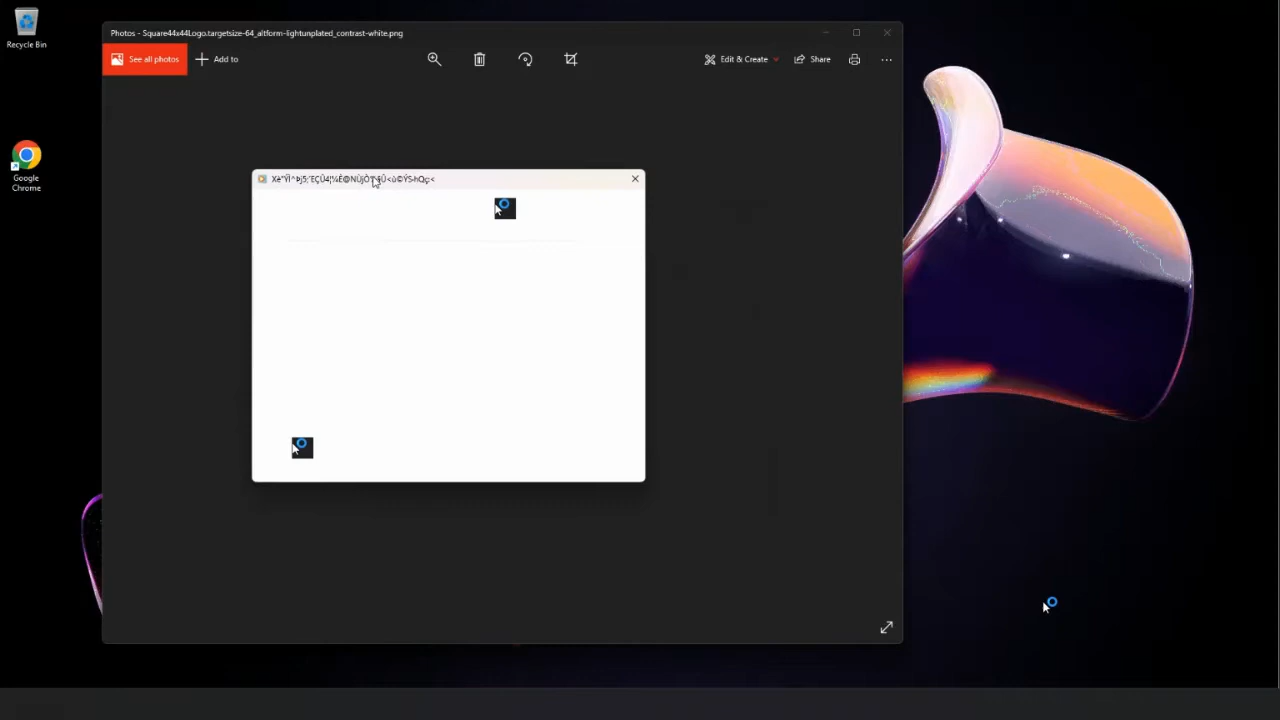 Recycle Bin
Photos - Square44x44Logo.targetsize-64_altform-lightunplated_contrast-white.png
See all photos
Add to
Edit & Create
Share
Google
Chrome